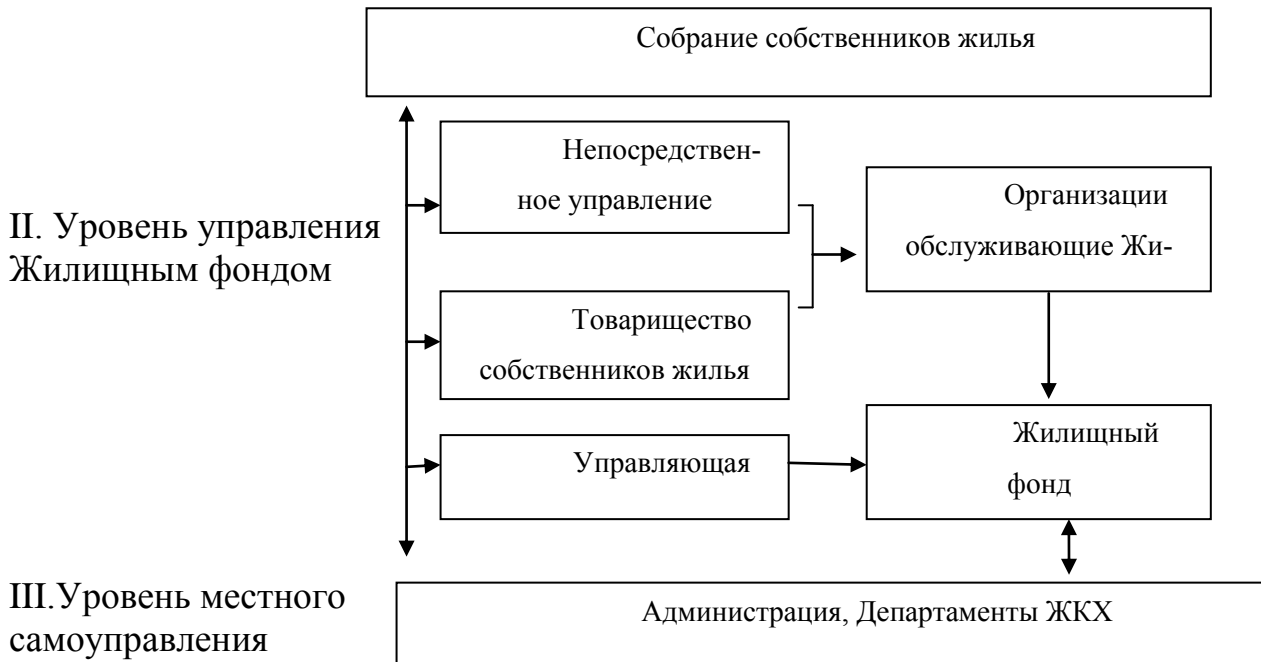 Собрание собственников жилья
Непосредствен-
ное управление
Организации
обслуживающие Жи-
II. Уровень управления
Жилищным фондом
Товарищество
собственников жилья
Управляющая
Жилищный
фонд
III.Уровень местного
самоуправления
Администрация, Департаменты ЖКХ